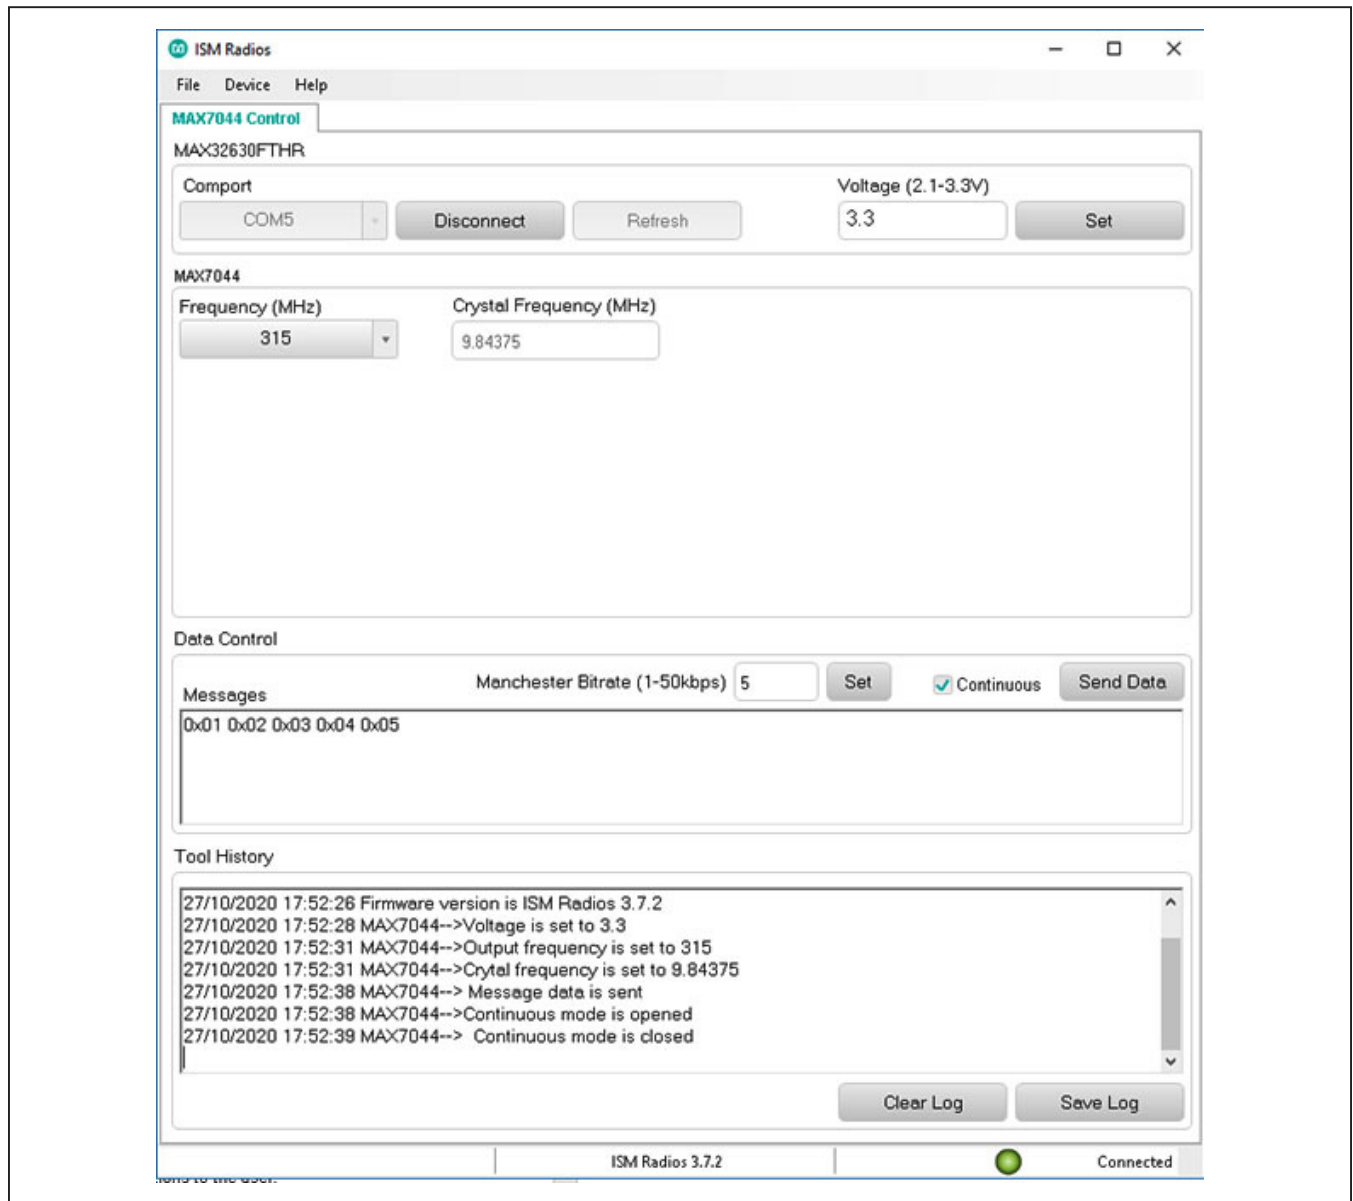 ISM Radios
File Device Help
MAX7044 Control
MAX32630FTHR
Comport Voltage (2.1-3.3V)
COM5 Disconnect Refresh 3.3 Set
MAX7044
Frequency (MHz) Crystal Frequency (MHz)
315 9.84375
Data Control
Messages Manchester Bitrate (1-50kbps) 5 Set Continuous Send Data
0x01 0x02 0x03 0x04 0x05
Tool History
27/10/2020 17:52:26 Firmware version is ISM Radios 3.7.2
27/10/2020 17:52:28 MAX7044-->Voltage is set to 3.3
27/10/2020 17:52:31 MAX7044-->Output frequency is set to 315
27/10/2020 17:52:31 MAX7044-->Crytal frequency is set to 9.84375
27/10/2020 17:52:38 MAX7044--> Message data is sent
27/10/2020 17:52:38 MAX7044-->Continuous mode is opened
27/10/2020 17:52:39 MAX7044-->  Continuous mode is closed
Clear Log Save Log
ISM Radios 3.7.2 Connected
to the user.